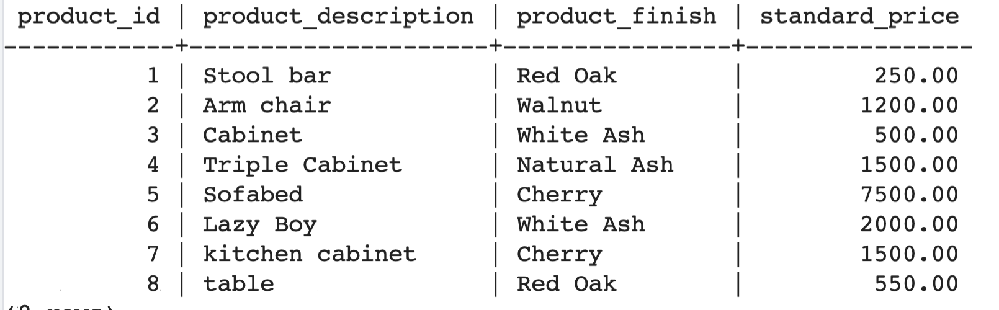 product_id | product_description | product_finish | standard_price
------------+---------------------+----------------+----------------
1 | Stool bar | Red Oak | 250.00
2 | Arm chair | Walnut | 1200.00
3 | Cabinet | White Ash | 500.00
4 | Triple Cabinet | Natural Ash | 1500.00
5 | Sofabed | Cherry | 7500.00
6 | Lazy Boy | White Ash | 2000.00
7 | kitchen cabinet | Cherry | 1500.00
8 | table | Red Oak | 550.00